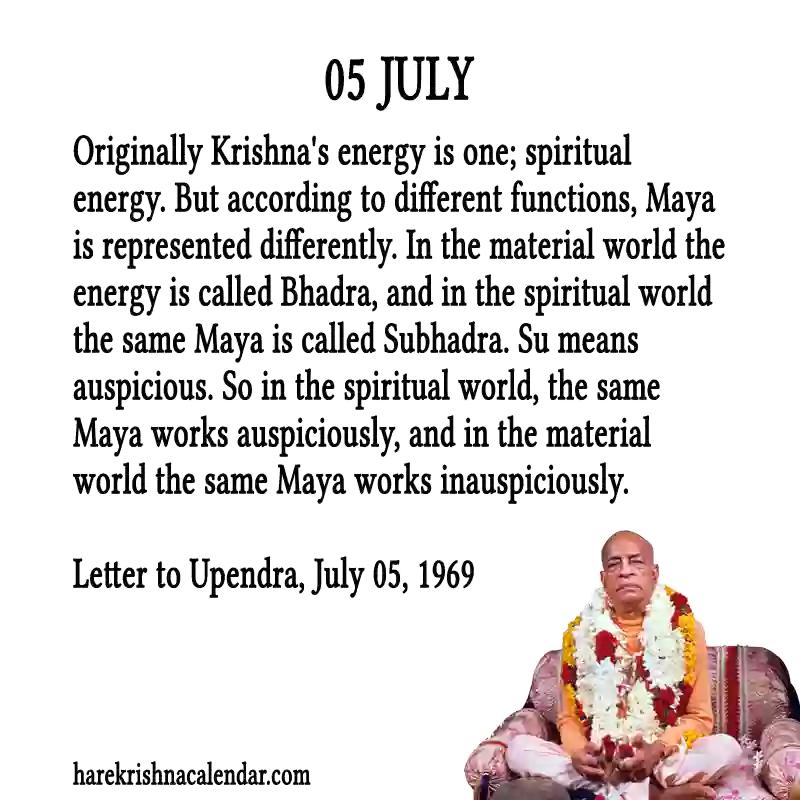 05 JULY
Originally Krishna's energy is one; spiritual
energy. But according to different functions, Maya
is represented differently. In the material world the
energy is called Bhadra, and in the spiritual world
the same Maya is called Subhadra. Su means
auspicious. So in the spiritual world, the same
Maya works auspiciously, and in the material
world the same Maya works inauspiciously.
Letter to Upendra, July 05, 1969
harekrishnacalendar.com